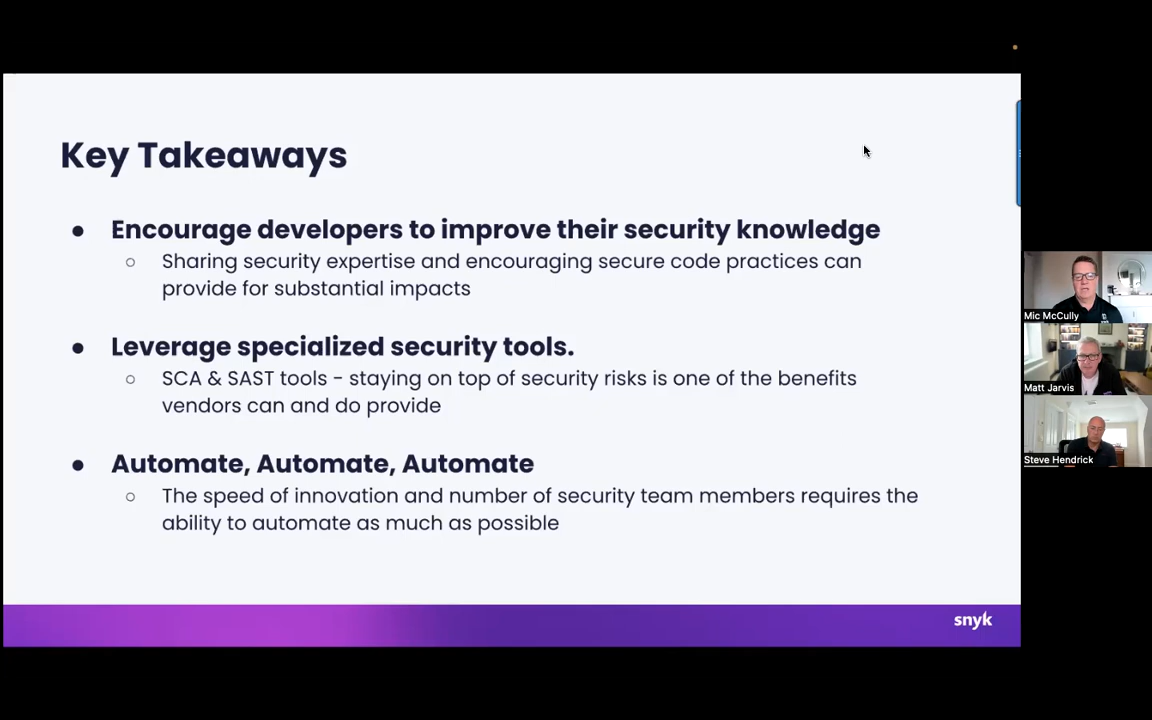 Key Takeaways
● Encourage developers to improve their security knowledge
○ Sharing security expertise and encouraging secure code practices can
provide for substantial impacts
● Leverage specialized security tools.
○ SCA & SAST tools - staying on top of security risks is one of the benefits
vendors can and do provide
● Automate, Automate, Automate
○ The speed of innovation and number of security team members requires the
ability to automate as much as possible
snyk
Mic McCully
Matt Jarvis
Steve Hendrick